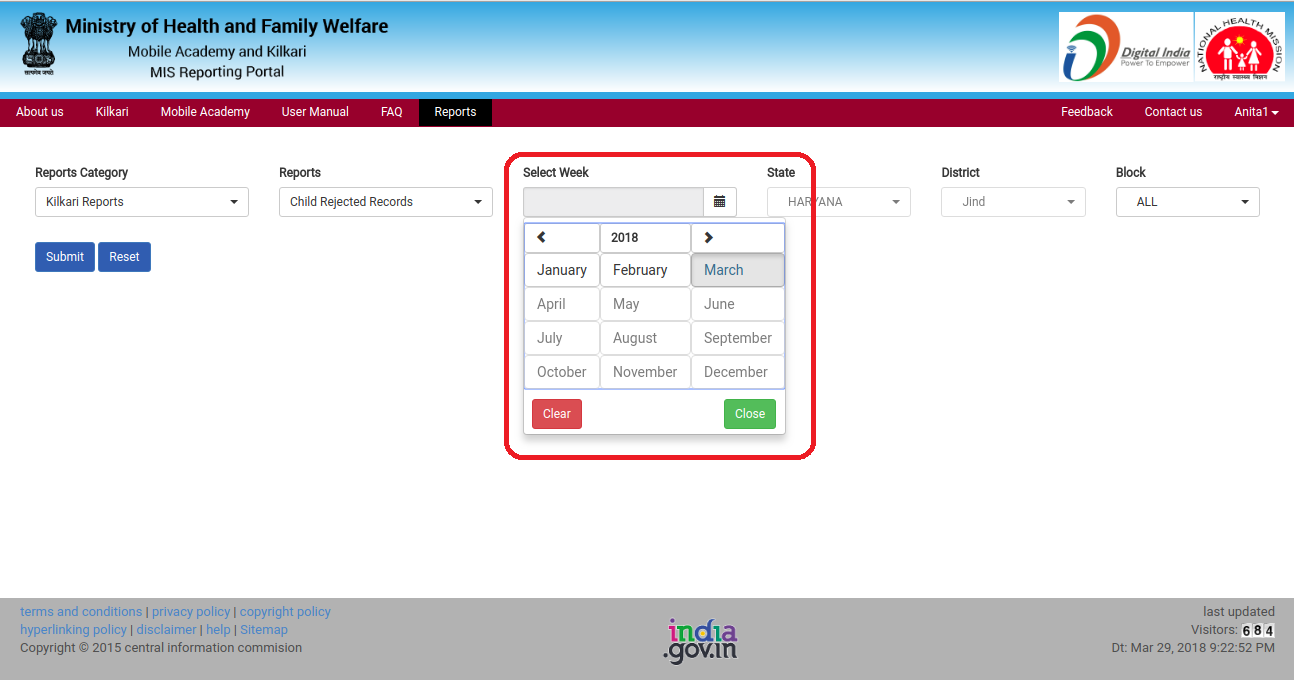 Ministry of Health and Family Welfare
Mobile Academy and Kilkari
MIS Reporting Portal
सत्यमेव जयते
Digital India
Power To Empower
NATIONAL HEALTH MISSION
राष्ट्रीय स्वास्थ्य मिशन
About us Kilkari Mobile Academy User Manual FAQ Reports Feedback Contact us Anita1
Reports Category Reports Select Week State District Block
Kilkari Reports Child Rejected Records HARYANA Jind ALL
2018
Submit Reset
January February March
April May June
July August September
October November December
Clear Close
terms and conditions | privacy policy | copyright policy
hyperlinking policy | disclaimer | help | Sitemap
Copyright © 2015 central information commision
india
.gov.in
last updated
Visitors: 684
Dt: Mar 29, 2018 9:22:52 PM